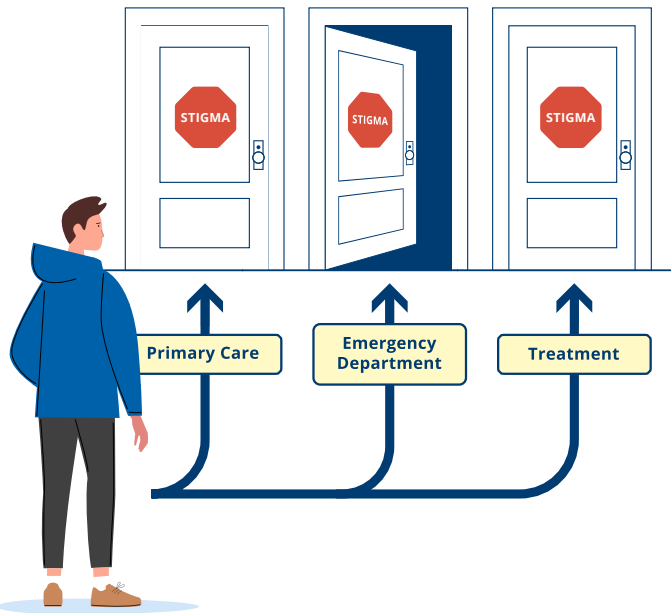 STIGMA
STIGMA
STIGMA
Primary Care
Emergency
Department
Treatment